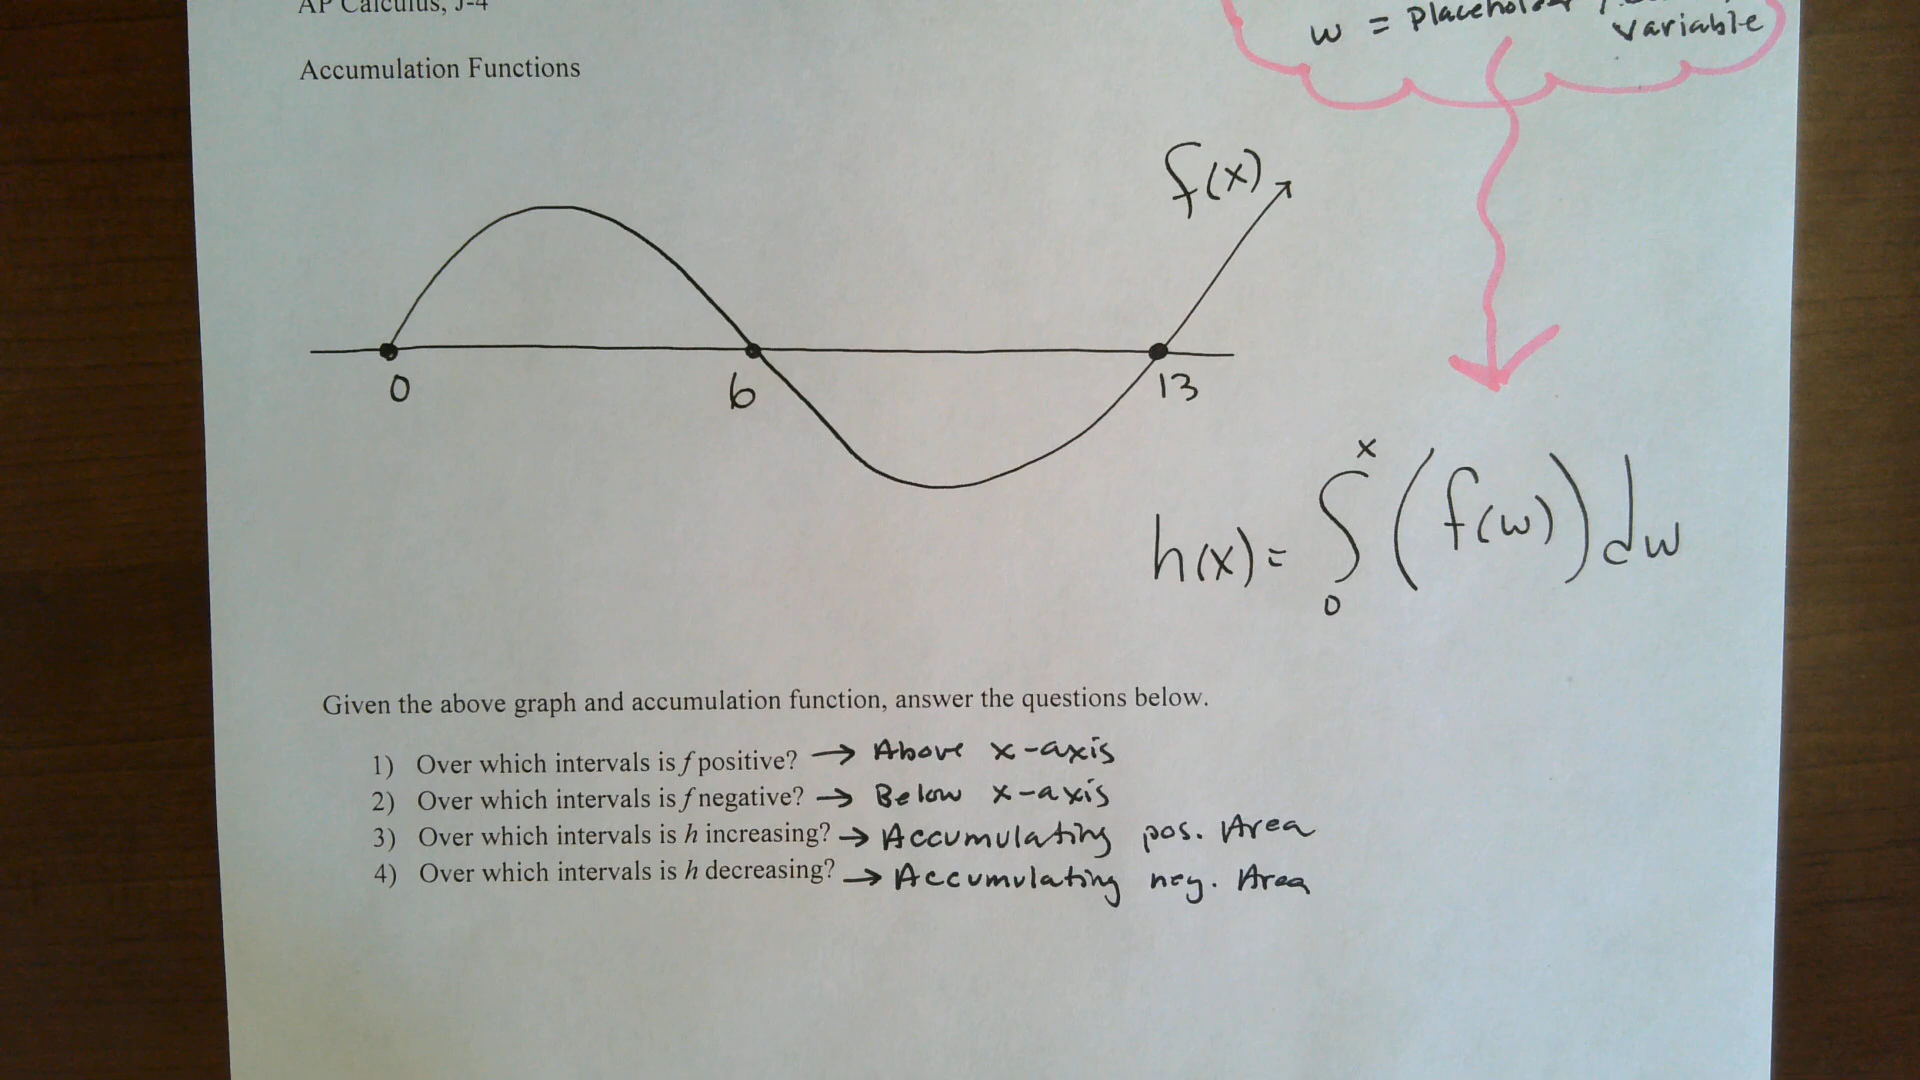 AP Calculus, J-4
w = Placeholder
variable
Accumulation Functions
f(x)
0
6
13
h(x) = ∫₀ˣ (f(w)) dw
Given the above graph and accumulation function, answer the questions below.
1) Over which intervals is f positive? → Above x-axis
2) Over which intervals is f negative? → Below x-axis
3) Over which intervals is h increasing? → Accumulating pos. Area
4) Over which intervals is h decreasing? → Accumulating neg. Area